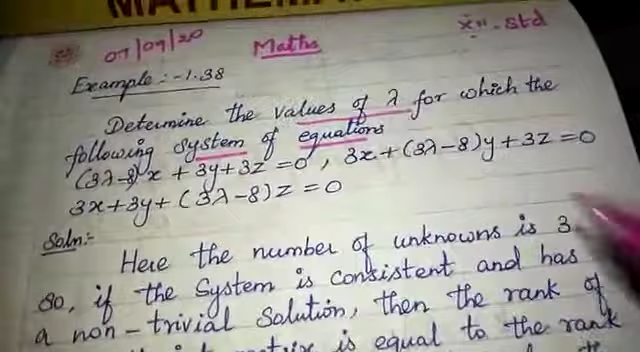 MATHEMA
07/09/20
Maths
XII. std
Example :- 1.38
Determine the values of λ for which the
following system of equations
(3λ-8)x + 3y + 3z = 0 , 3x + (3λ-8)y + 3z = 0
3x + 3y + (3λ-8)z = 0
Soln:-
Here the number of unknowns is 3.
So, if the System is consistent and has
a non-trivial Solution, then the rank of
matrix is equal to the rank